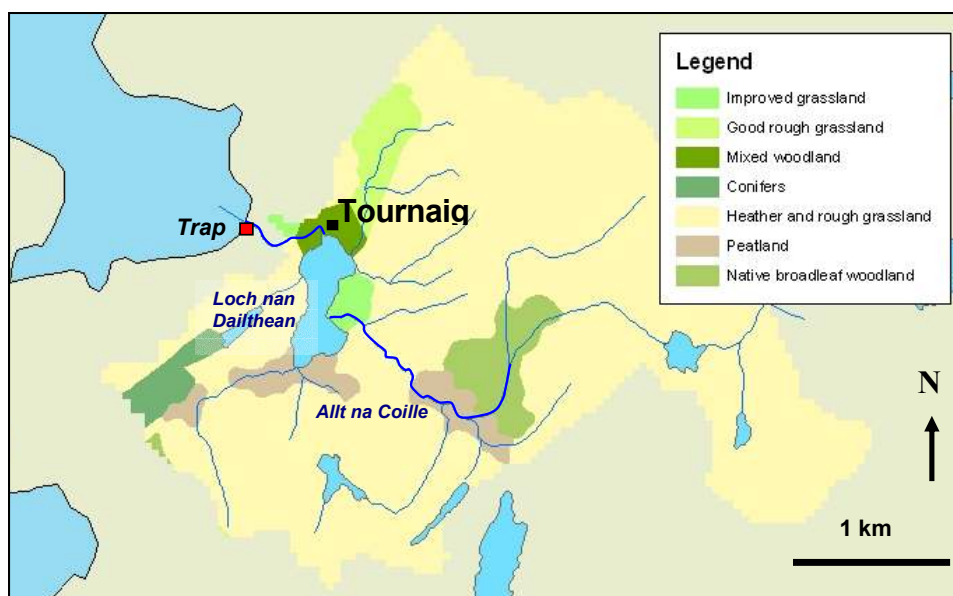 Legend
Improved grassland
Good rough grassland
Mixed woodland
Conifers
Heather and rough grassland
Peatland
Native broadleaf woodland
Tournaig
Trap
Loch nan
Dailthean
Allt na Coille
N
1 km